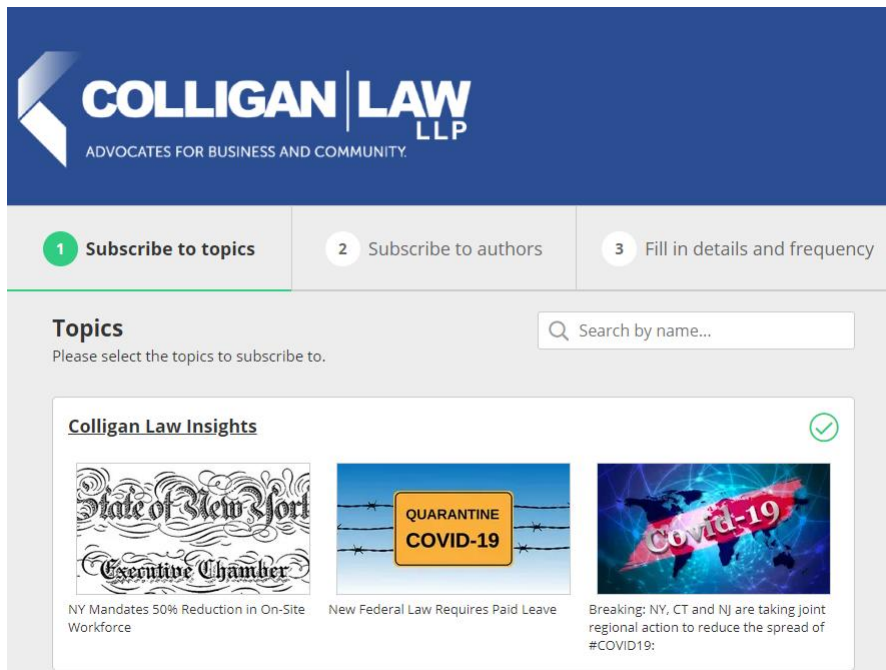 COLLIGAN LAW
LLP
ADVOCATES FOR BUSINESS AND COMMUNITY.
1 Subscribe to topics
2 Subscribe to authors
3 Fill in details and frequency
Topics
Please select the topics to subscribe to.
Search by name...
Colligan Law Insights
State of New York
Executive Chamber
NY Mandates 50% Reduction in On-Site
Workforce
QUARANTINE
COVID-19
New Federal Law Requires Paid Leave
Covid-19
Breaking: NY, CT and NJ are taking joint
regional action to reduce the spread of
#COVID19: